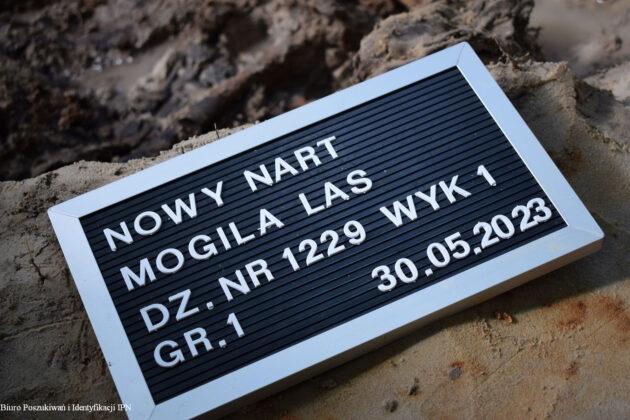 NOWY NART
MOGILA LAS
DZ. NR 1229 WYK 1
GR.1 30.05.2023
Biuro Poszukiwań i Identyfikacji IPN